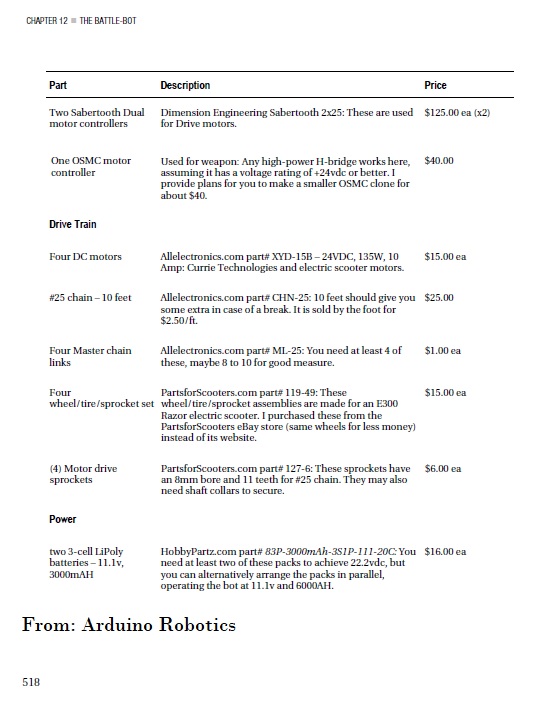 CHAPTER 12 ■ THE BATTLE-BOT
Part Description Price
Two Sabertooth Dual Dimension Engineering Sabertooth 2x25: These are used $125.00 ea (x2)
motor controllers for Drive motors.
One OSMC motor Used for weapon: Any high-power H-bridge works here, $40.00
controller assuming it has a voltage rating of +24vdc or better. I
provide plans for you to make a smaller OSMC clone for
about $40.
Drive Train
Four DC motors Allelectronics.com part# XYD-15B – 24VDC, 135W, 10 $15.00 ea
Amp: Currie Technologies and electric scooter motors.
#25 chain – 10 feet Allelectronics.com part# CHN-25: 10 feet should give you $25.00
some extra in case of a break. It is sold by the foot for
$2.50/ft.
Four Master chain Allelectronics.com part# ML-25: You need at least 4 of $1.00 ea
links these, maybe 8 to 10 for good measure.
Four PartsforScooters.com part# 119-49: These $15.00 ea
wheel/tire/sprocket set wheel/tire/sprocket assemblies are made for an E300
Razor electric scooter. I purchased these from the
PartsforScooters eBay store (same wheels for less money)
instead of its website.
(4) Motor drive PartsforScooters.com part# 127-6: These sprockets have $6.00 ea
sprockets an 8mm bore and 11 teeth for #25 chain. They may also
need shaft collars to secure.
Power
two 3-cell LiPoly HobbyPartz.com part# 83P-3000mAh-3S1P-111-20C: You $16.00 ea
batteries – 11.1v, need at least two of these packs to achieve 22.2vdc, but
3000mAH you can alternatively arrange the packs in parallel,
operating the bot at 11.1v and 6000AH.
From: Arduino Robotics
518